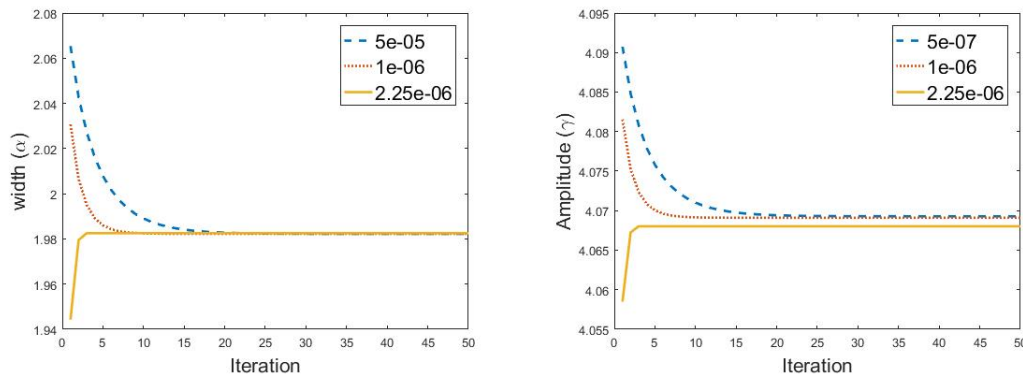 2.08
2.06
2.04
2.02
2
1.98
1.96
1.94
width (α)
0 5 10 15 20 25 30 35 40 45 50
Iteration
5e-05
1e-06
2.25e-06
4.095
4.09
4.085
4.08
4.075
4.07
4.065
4.06
4.055
Amplitude (γ)
0 5 10 15 20 25 30 35 40 45 50
Iteration
5e-07
1e-06
2.25e-06